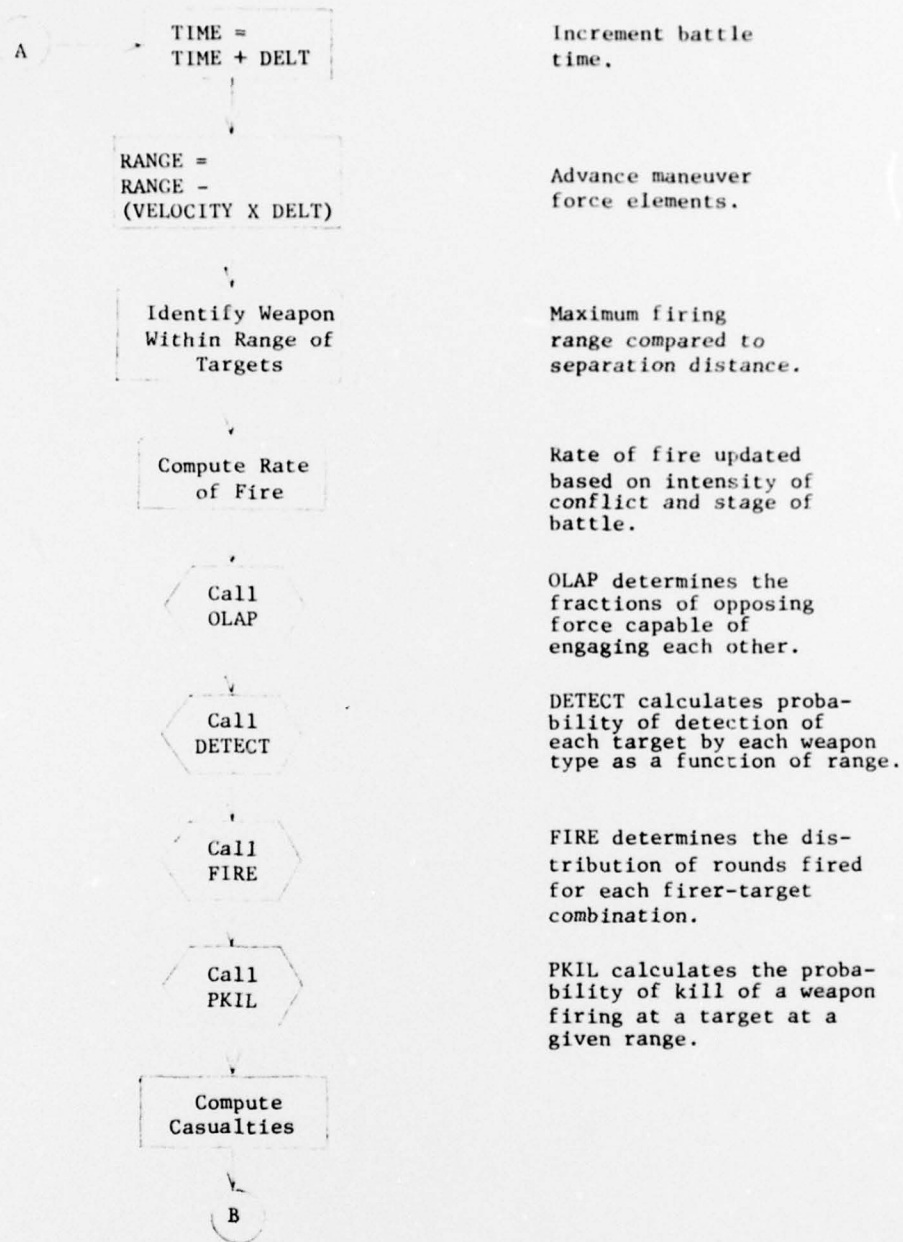 A
TIME =
TIME + DELT
Increment battle
time.
RANGE =
RANGE -
(VELOCITY X DELT)
Advance maneuver
force elements.
Identify Weapon
Within Range of
Targets
Maximum firing
range compared to
separation distance.
Compute Rate
of Fire
Rate of fire updated
based on intensity of
conflict and stage of
battle.
Call
OLAP
OLAP determines the
fractions of opposing
force capable of
engaging each other.
Call
DETECT
DETECT calculates proba-
bility of detection of
each target by each weapon
type as a function of range.
Call
FIRE
FIRE determines the dis-
tribution of rounds fired
for each firer-target
combination.
Call
PKIL
PKIL calculates the proba-
bility of kill of a weapon
firing at a target at a
given range.
Compute
Casualties
B